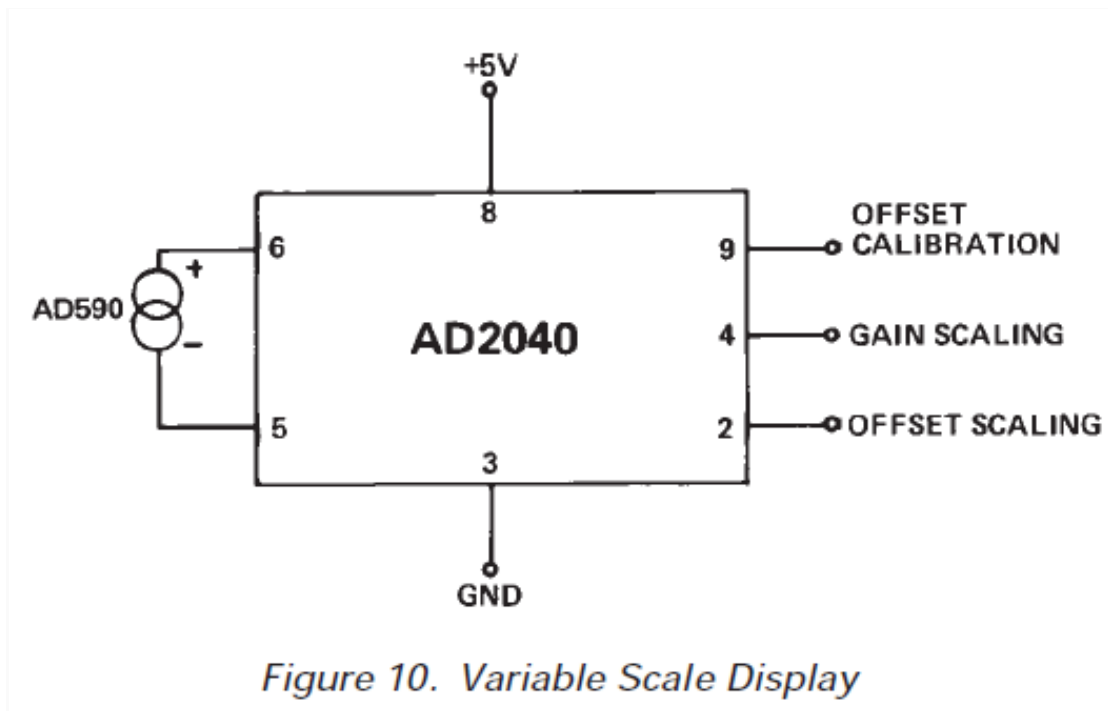 +5V
8
OFFSET
CALIBRATION
6
9
+
AD590
AD2040
4
GAIN SCALING
−
5
2
OFFSET SCALING
3
GND
Figure 10. Variable Scale Display